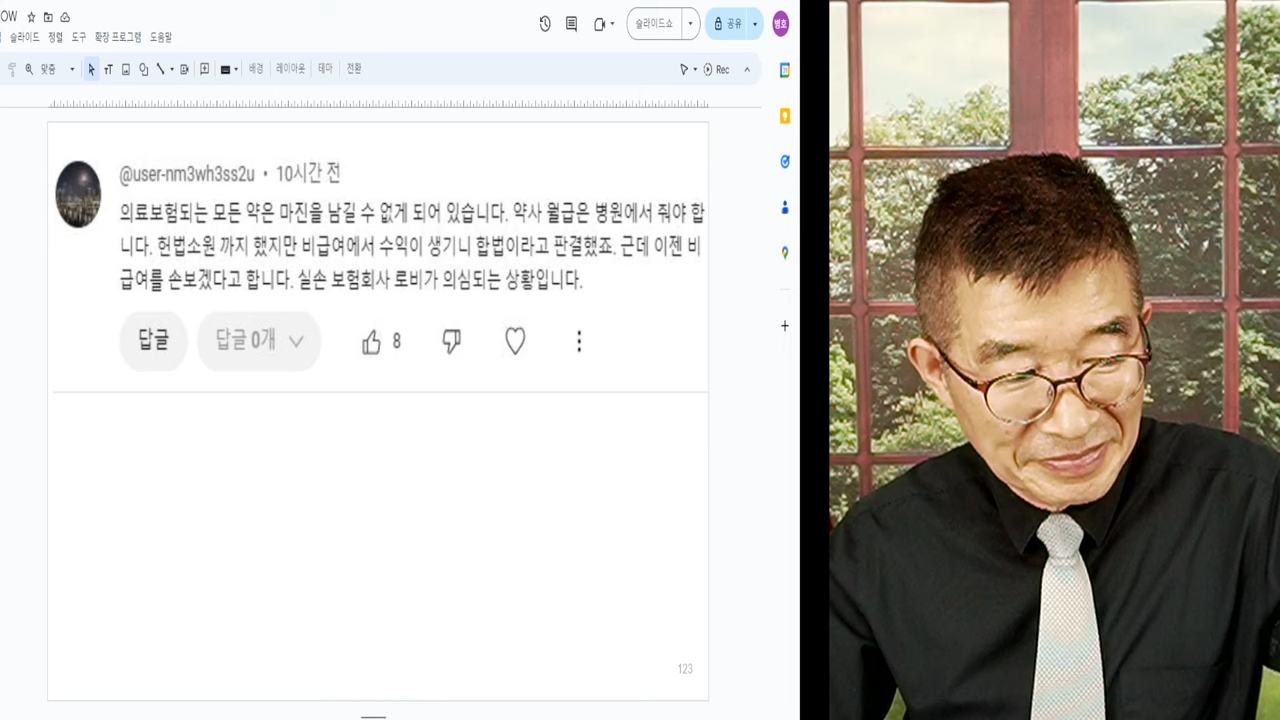 OW
슬라이드 정렬 도구 확장 프로그램 도움말
슬라이드쇼
공유
병호
맞춤
배경 레이아웃 테마 전환
Rec
@user-nm3wh3ss2u • 10시간 전
의료보험되는 모든 약은 마진을 남길 수 없게 되어 있습니다. 약사 월급은 병원에서 줘야 합
니다. 헌법소원 까지 했지만 비급여에서 수익이 생기니 합법이라고 판결했죠. 근데 이젠 비
급여를 손보겠다고 합니다. 실손 보험회사 로비가 의심되는 상황입니다.
답글 답글 0개 8
123